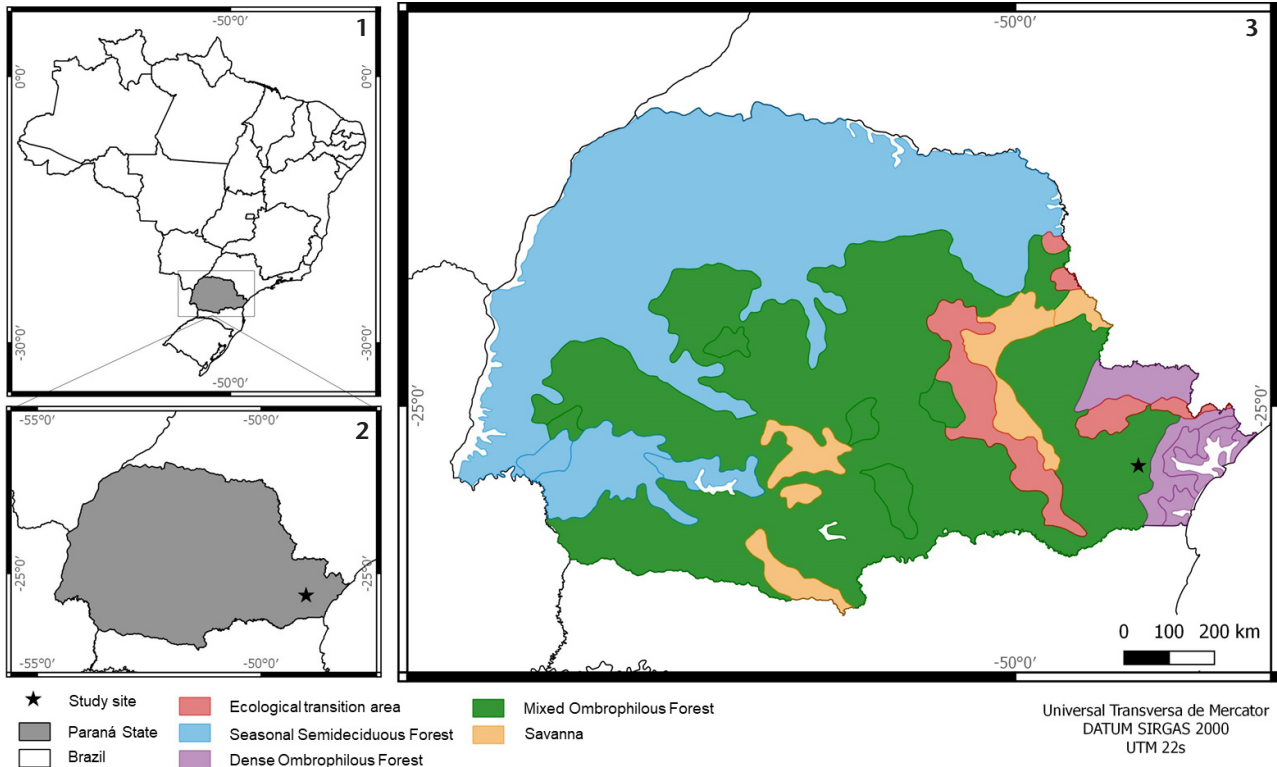 -50°0'
1
0°0'
0°0'
-30°0'
-30°0'
-50°0'
-55°0'
-50°0'
2
-25°0'
-25°0'
-55°0'
-50°0'
-50°0'
3
-25°0'
-25°0'
0 100 200 km
-50°0'
Study site
Paraná State
Brazil
Ecological transition area
Seasonal Semideciduous Forest
Dense Ombrophilous Forest
Mixed Ombrophilous Forest
Savanna
Universal Transversa de Mercator
DATUM SIRGAS 2000
UTM 22s